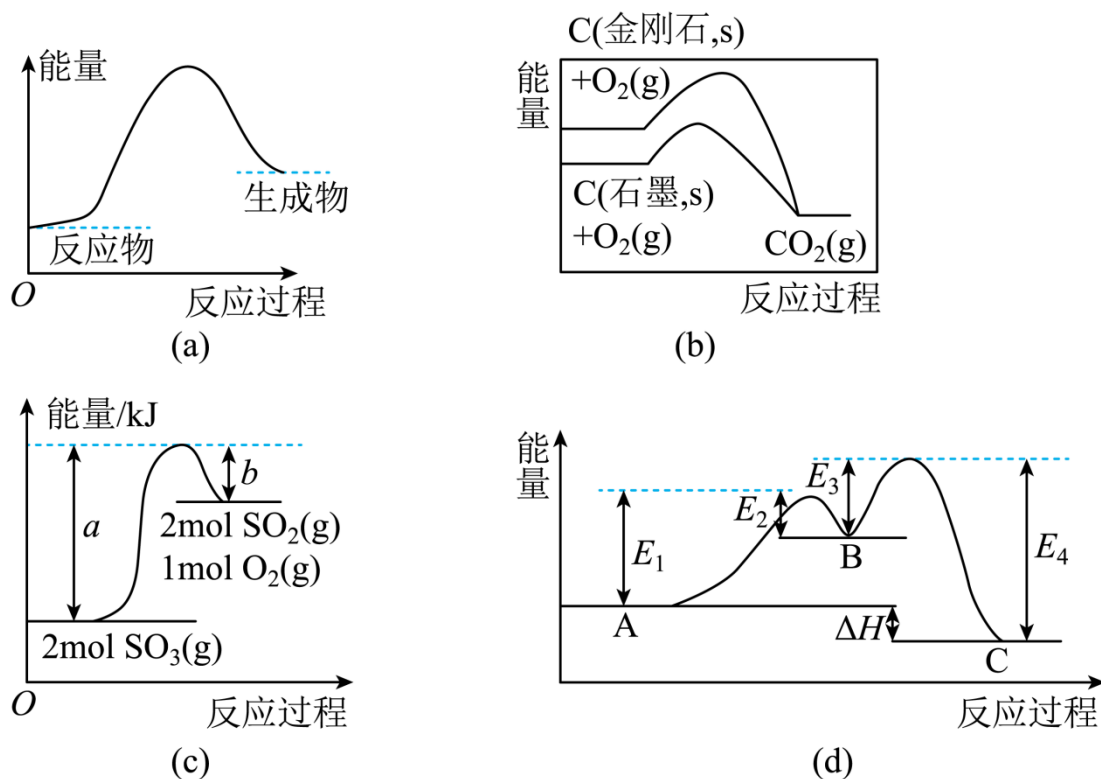 能量
生成物
反应物
O
反应过程
(a)
C(金刚石,s)
能量
+O₂(g)
C(石墨,s)
+O₂(g)
CO₂(g)
反应过程
(b)
能量/kJ
a
b
2mol SO₂(g)
1mol O₂(g)
2mol SO₃(g)
O
反应过程
(c)
能量
E₁
E₂
E₃
E₄
A
B
ΔH
C
反应过程
(d)